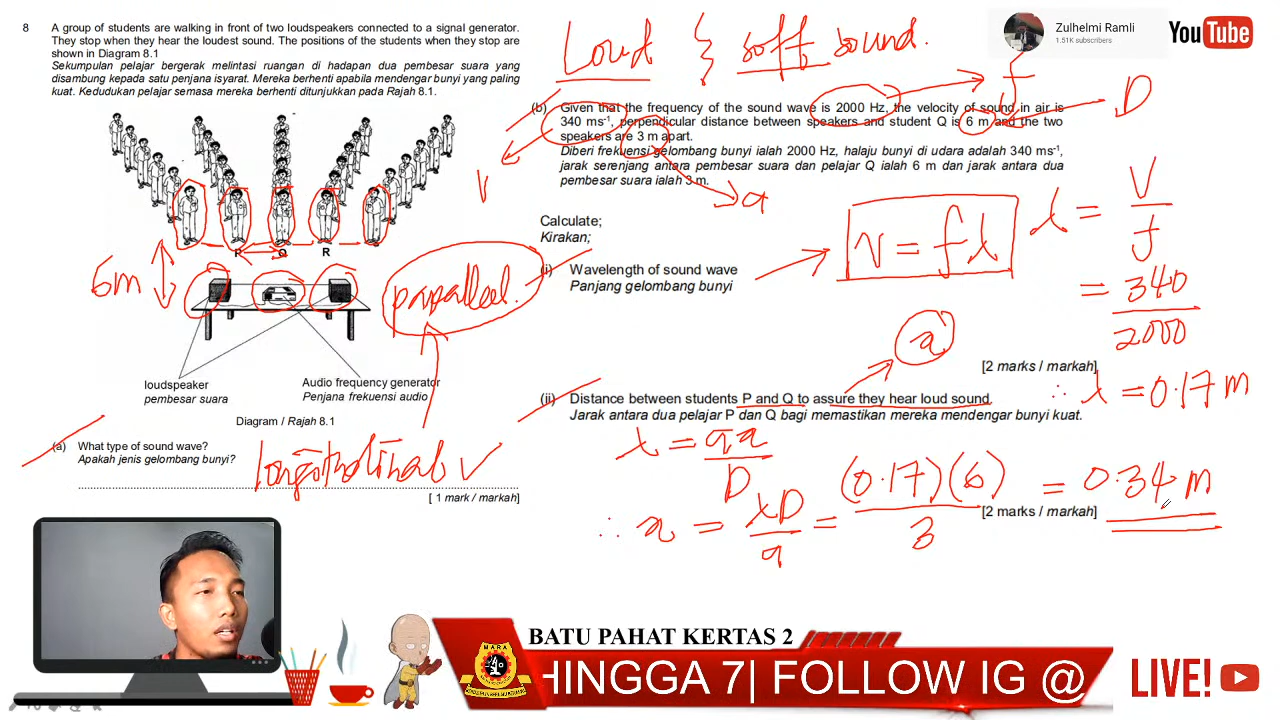 8 A group of students are walking in front of two loudspeakers connected to a signal generator.
They stop when they hear the loudest sound. The positions of the students when they stop are
shown in Diagram 8.1
Sekumpulan pelajar bergerak melintasi ruangan di hadapan dua pembesar suara yang
disambung kepada satu penjana isyarat. Mereka berhenti apabila mendengar bunyi yang paling
kuat. Kedudukan pelajar semasa mereka berhenti ditunjukkan pada Rajah 8.1.
P Q R
6m
loudspeaker
pembesar suara
Audio frequency generator
Penjana frekuensi audio
Diagram / Rajah 8.1
(a) What type of sound wave?
Apakah jenis gelombang bunyi?
longitudinal ✓
[ 1 mark / markah]
parallel
Loud & soft sound.
Zulhelmi Ramli
1.51K subscribers
YouTube
f
D
(b) Given that the frequency of the sound wave is 2000 Hz, the velocity of sound in air is
340 ms⁻¹, perpendicular distance between speakers and student Q is 6 m and the two
speakers are 3 m apart.
Diberi frekuensi gelombang bunyi ialah 2000 Hz, halaju bunyi di udara adalah 340 ms⁻¹,
jarak serenjang antara pembesar suara dan pelajar Q ialah 6 m dan jarak antara dua
pembesar suara ialah 3 m.
V
a
Calculate;
Kirakan;
(i) Wavelength of sound wave
Panjang gelombang bunyi
v = fλ
λ = V/f
= 340/2000
[2 marks / markah]
∴ λ = 0.17 m
x
(ii) Distance between students P and Q to assure they hear loud sound.
Jarak antara dua pelajar P dan Q bagi memastikan mereka mendengar bunyi kuat.
λ = ax/D
∴ x = λD/a = (0.17)(6)/3 = 0.34 m
[2 marks / markah]
MARA
BATU PAHAT KERTAS 2
HINGGA 7| FOLLOW IG @
LIVE!